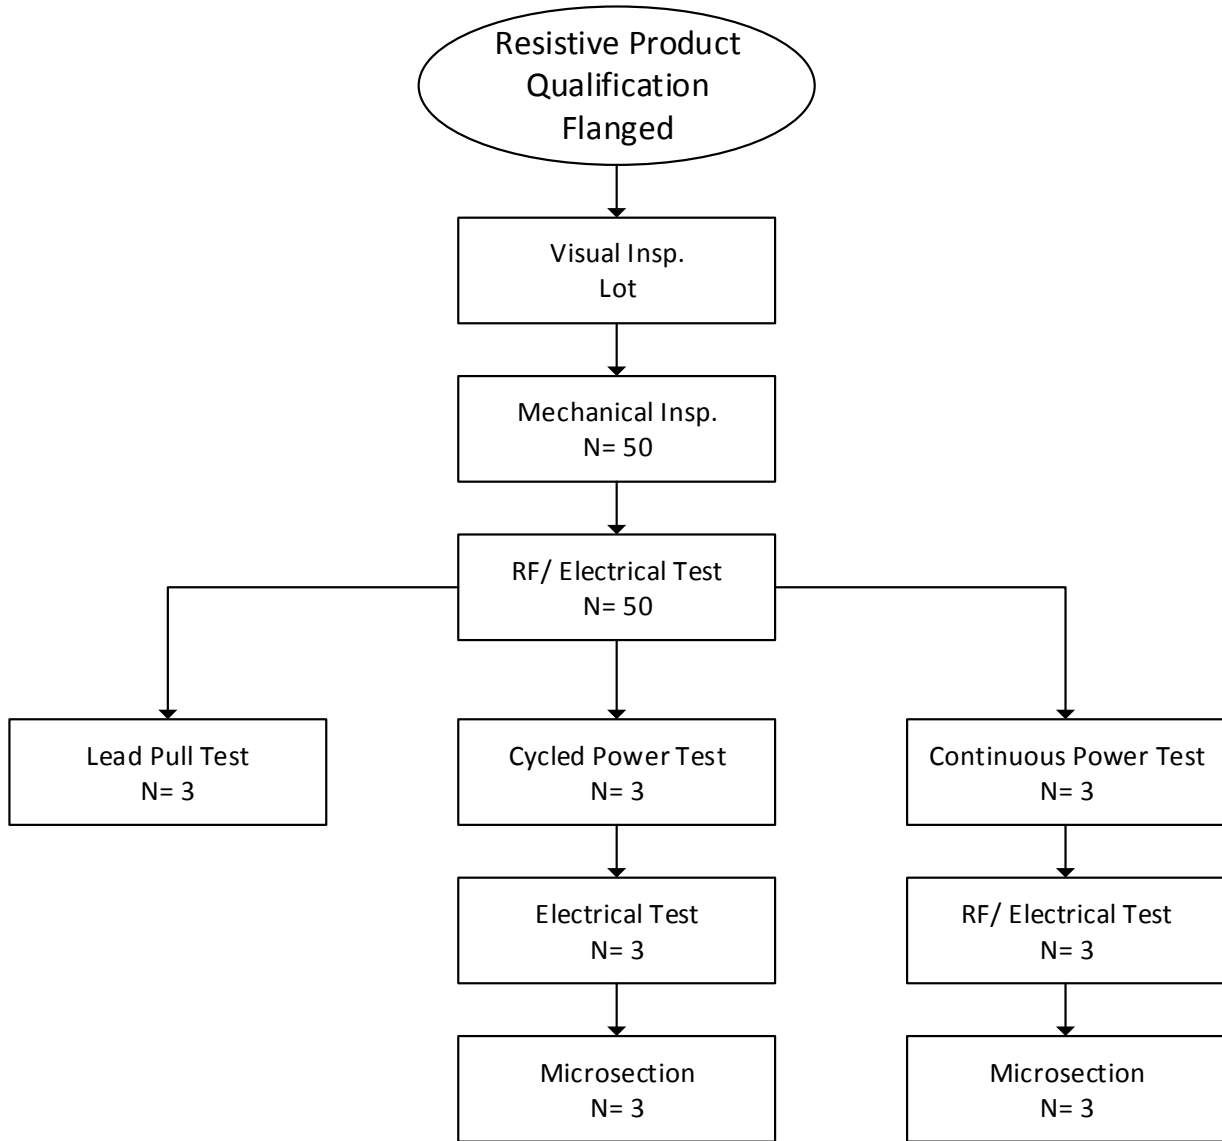 Resistive Product
Qualification
Flanged
Visual Insp.
Lot
Mechanical Insp.
N= 50
RF/ Electrical Test
N= 50
Lead Pull Test
N= 3
Cycled Power Test
N= 3
Continuous Power Test
N= 3
Electrical Test
N= 3
RF/ Electrical Test
N= 3
Microsection
N= 3
Microsection
N= 3